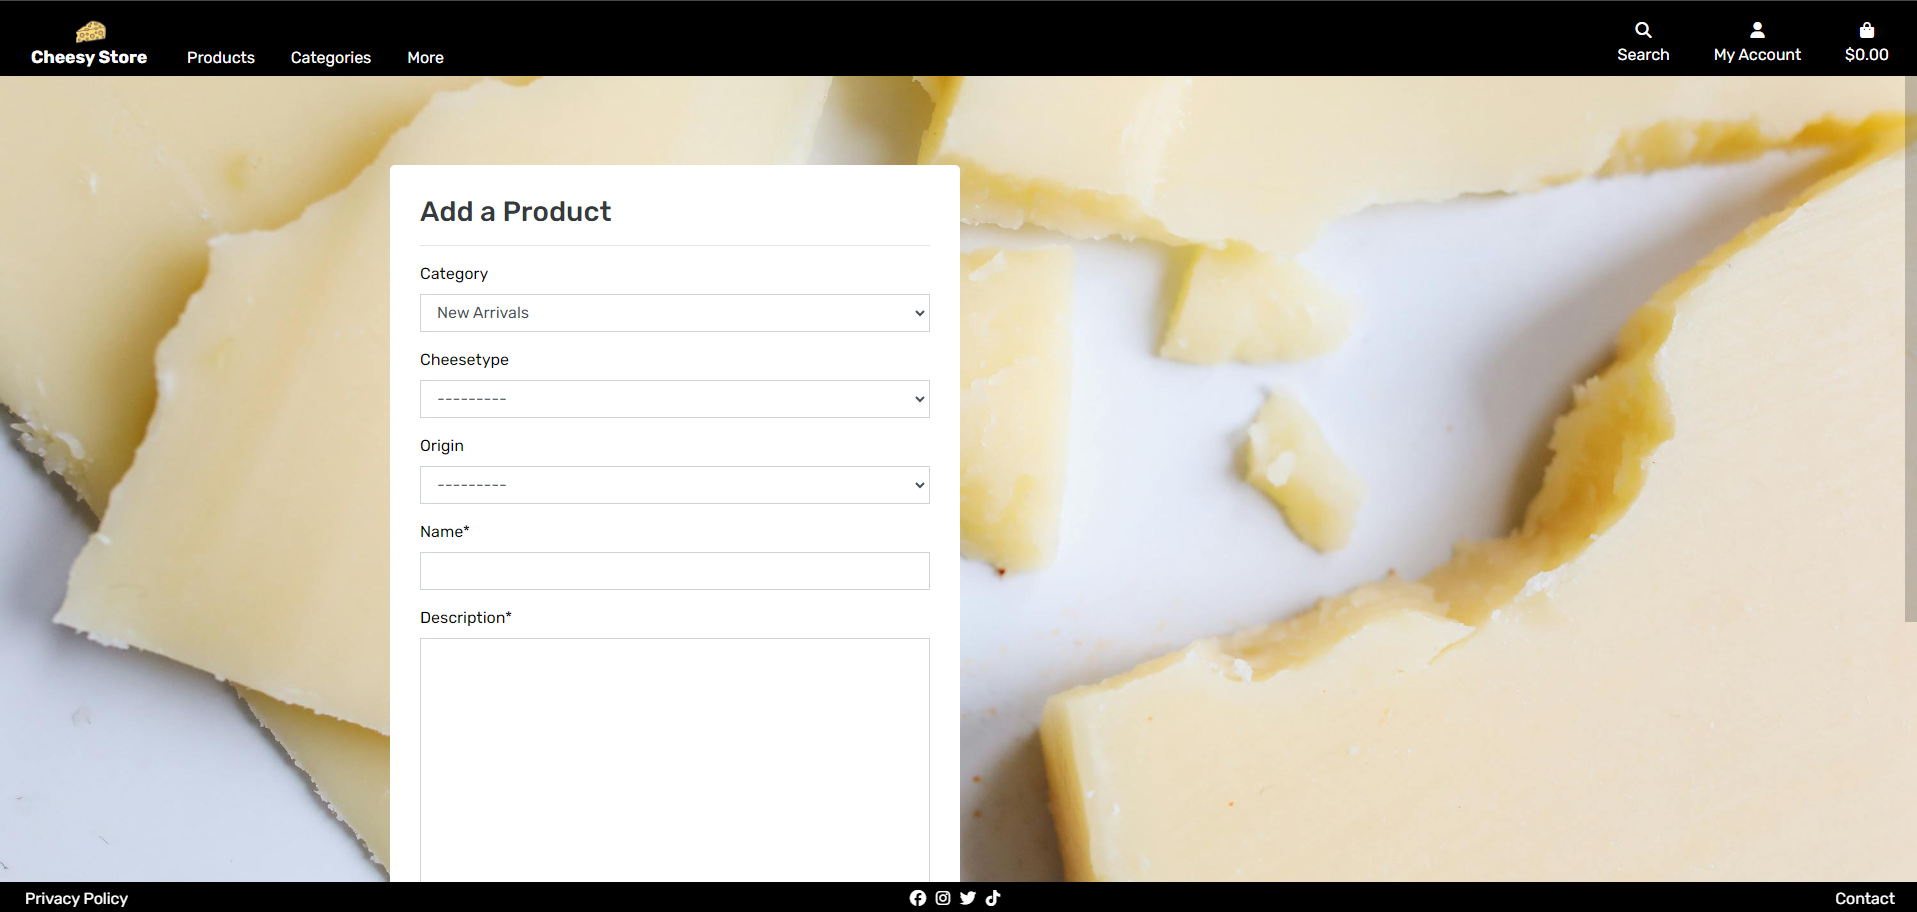 Cheesy Store
Products
Categories
More
Search
My Account
$0.00
Add a Product
Category
New Arrivals
Cheesetype
---------
Origin
---------
Name*
Description*
Privacy Policy
Contact